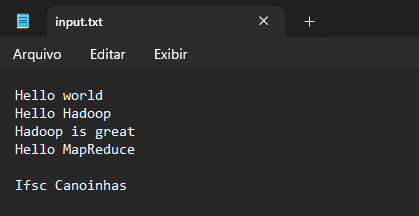 input.txt
Arquivo Editar Exibir
Hello world
Hello Hadoop
Hadoop is great
Hello MapReduce
Ifsc Canoinhas